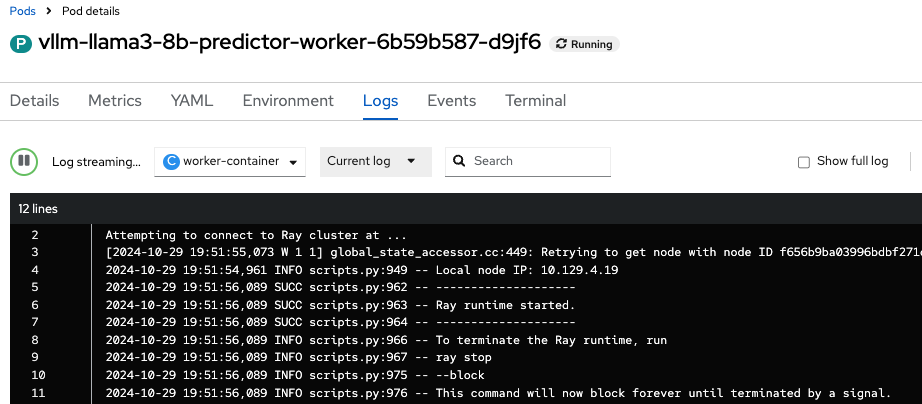 Pods > Pod details
P vllm-llama3-8b-predictor-worker-6b59b587-d9jf6 Running
Details Metrics YAML Environment Logs Events Terminal
Log streaming... C worker-container Current log Search Show full log
12 lines
2 Attempting to connect to Ray cluster at ...
3 [2024-10-29 19:51:55,073 W 1 1] global_state_accessor.cc:449: Retrying to get node with node ID f656b9ba03996bdbf271
4 2024-10-29 19:51:54,961 INFO scripts.py:949 -- Local node IP: 10.129.4.19
5 2024-10-29 19:51:56,089 SUCC scripts.py:962 -- --------------------
6 2024-10-29 19:51:56,089 SUCC scripts.py:963 -- Ray runtime started.
7 2024-10-29 19:51:56,089 SUCC scripts.py:964 -- --------------------
8 2024-10-29 19:51:56,089 INFO scripts.py:966 -- To terminate the Ray runtime, run
9 2024-10-29 19:51:56,089 INFO scripts.py:967 -- ray stop
10 2024-10-29 19:51:56,089 INFO scripts.py:975 -- --block
11 2024-10-29 19:51:56,089 INFO scripts.py:976 -- This command will now block forever until terminated by a signal.